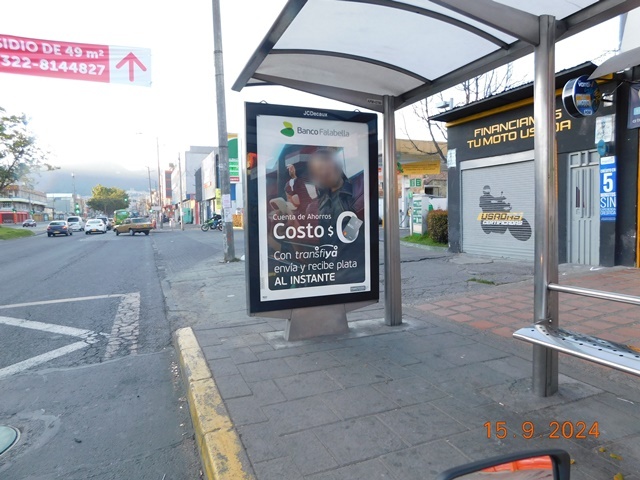 SIDIO DE 49 m²
322-8144827
JCDecaux
Banco Falabella
Cuenta de Ahorros
Costo $0
Con transfiya
envía y recibe plata
AL INSTANTE
FINANCIAMOS
TU MOTO USADA
5
SIN
15 9 2024